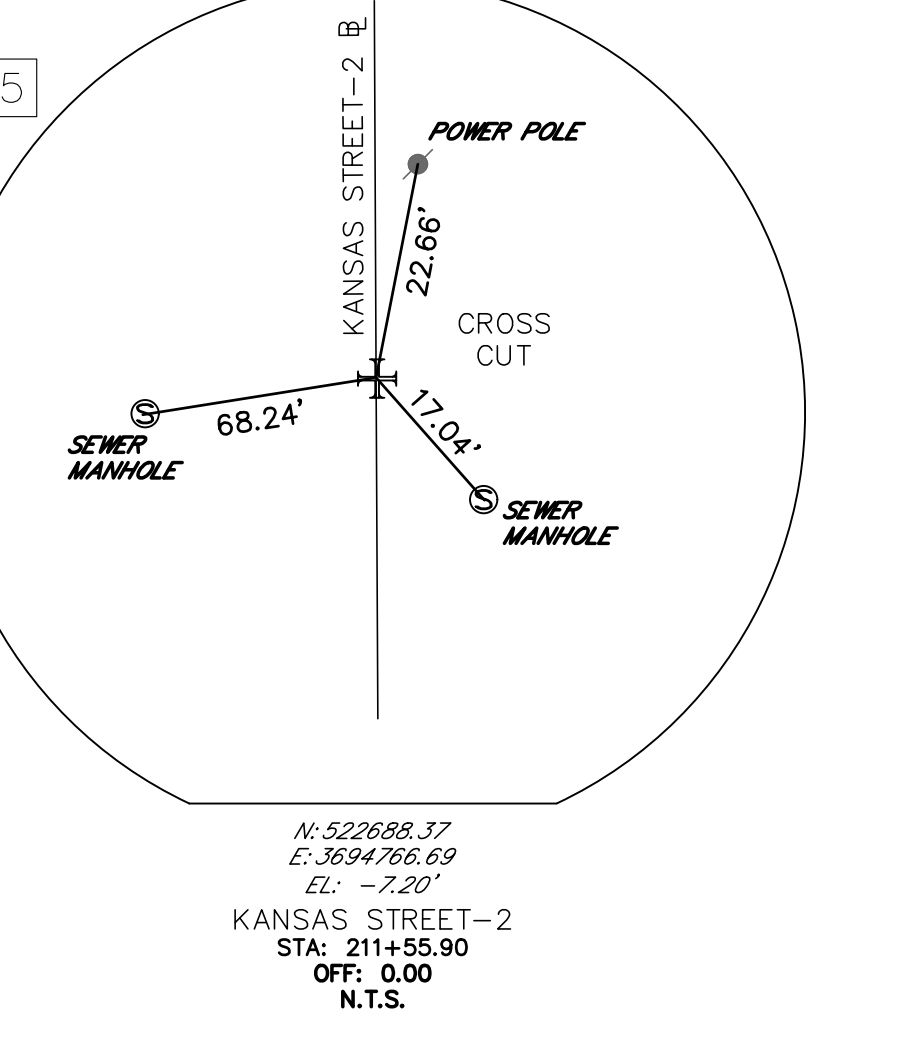 5
KANSAS STREET-2 BL
POWER POLE
22.66'
CROSS
CUT
68.24'
17.04'
S
SEWER
MANHOLE
S
SEWER
MANHOLE
N: 522688.37
E: 3694766.69
EL: -7.20'
KANSAS STREET-2
STA: 211+55.90
OFF: 0.00
N.T.S.